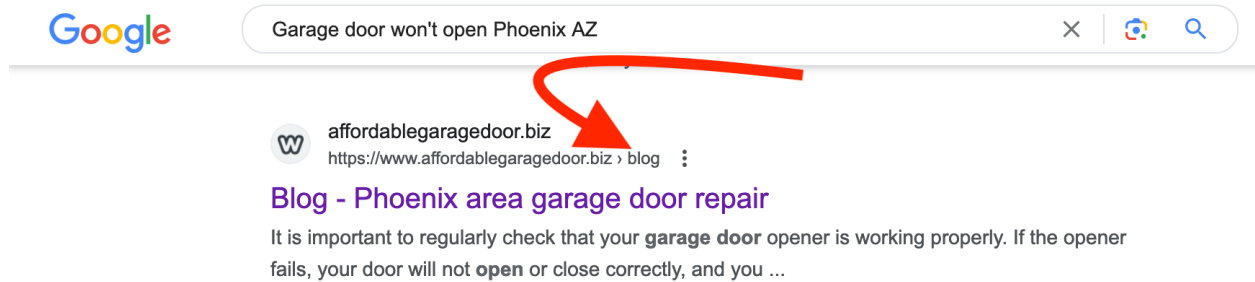 Google
Garage door won't open Phoenix AZ
affordablegaragedoor.biz
https://www.affordablegaragedoor.biz › blog
Blog - Phoenix area garage door repair
It is important to regularly check that your garage door opener is working properly. If the opener
fails, your door will not open or close correctly, and you ...